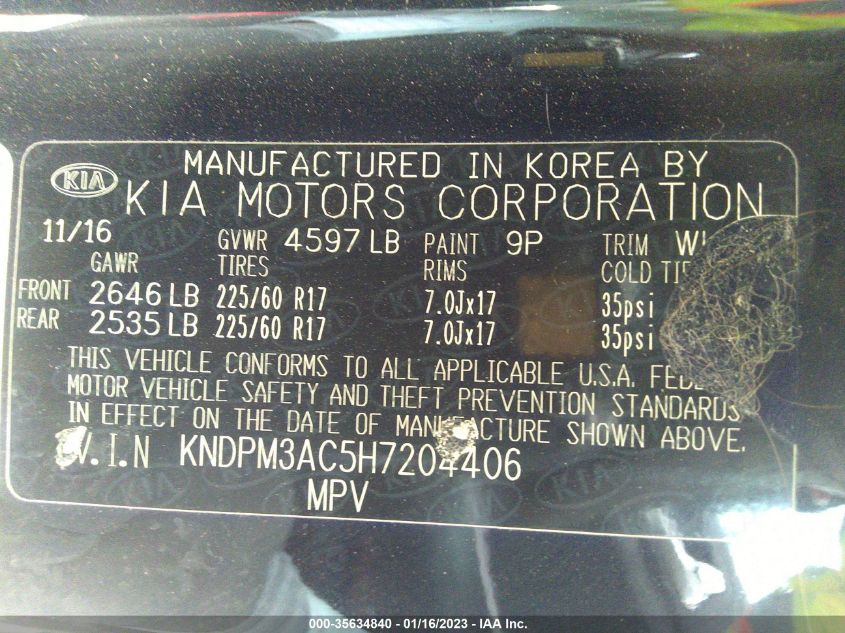 MANUFACTURED IN KOREA BY
KIA KIA MOTORS CORPORATION
11/16 GVWR 4597 LB PAINT 9P TRIM
GAWR TIRES RIMS COLD
FRONT 2646 LB 225/60 R17 7.0Jx17 35psi
REAR 2535 LB 225/60 R17 7.0Jx17 35psi
THIS VEHICLE CONFORMS TO ALL APPLICABLE U.S.A.
MOTOR VEHICLE SAFETY AND THEFT PREVENTION STANDARDS
IN EFFECT ON THE DATE OF MANUFACTURE SHOWN ABOVE.
V.I.N KNDPM3AC5H7204406
MPV
000-35634840 - 01/16/2023 - IAA Inc.